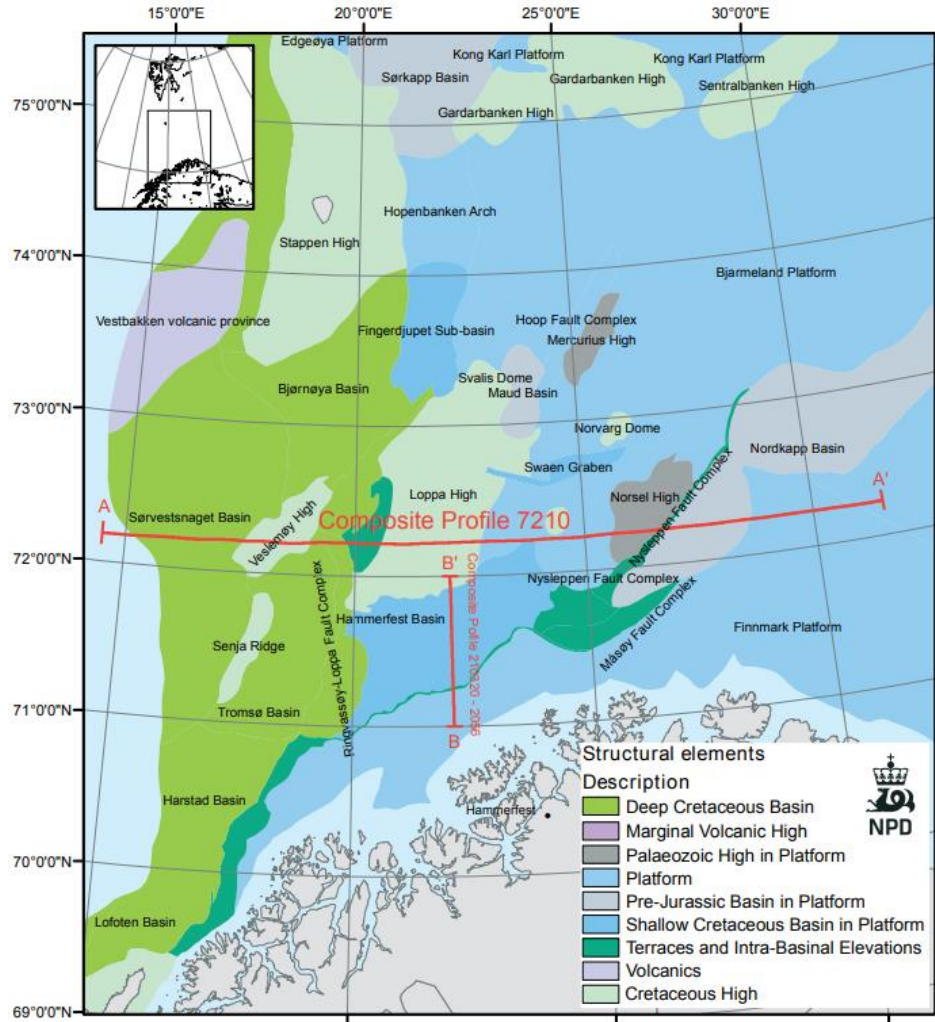 15°0'0"E
20°0'0"E
25°0'0"E
30°0'0"E
Edgeøya Platform
Kong Karl Platform
Kong Karl Platform
Sørkapp Basin
Gardarbanken High
Sentralbanken High
75°0'0"N
Gardarbanken High
Hopenbanken Arch
Stappen High
74°0'0"N
Bjarmeland Platform
Vestbakken volcanic province
Hoop Fault Complex
Fingerdjupet Sub-basin
Mercurius High
Svalis Dome
Bjørnøya Basin
Maud Basin
73°0'0"N
Norvarg Dome
Nordkapp Basin
Swaen Graben
A
A'
Loppa High
Norsel High
Sørvestsnaget Basin
Composite Profile 7210
Veslemøy High
Nysleppen Fault Complex
72°0'0"N
B'
Nysleppen Fault Complex
Composite Pofile 210320 - 2056
Hammerfest Basin
Ringvassøy-Loppa Fault Complex
Måsøy Fault Complex
Finnmark Platform
Senja Ridge
71°0'0"N
Tromsø Basin
B
Structural elements
Description
Harstad Basin
Hammerfest
Deep Cretaceous Basin
NPD
Marginal Volcanic High
70°0'0"N
Palaeozoic High in Platform
Platform
Pre-Jurassic Basin in Platform
Lofoten Basin
Shallow Cretaceous Basin in Platform
Terraces and Intra-Basinal Elevations
Volcanics
Cretaceous High
69°0'0"N